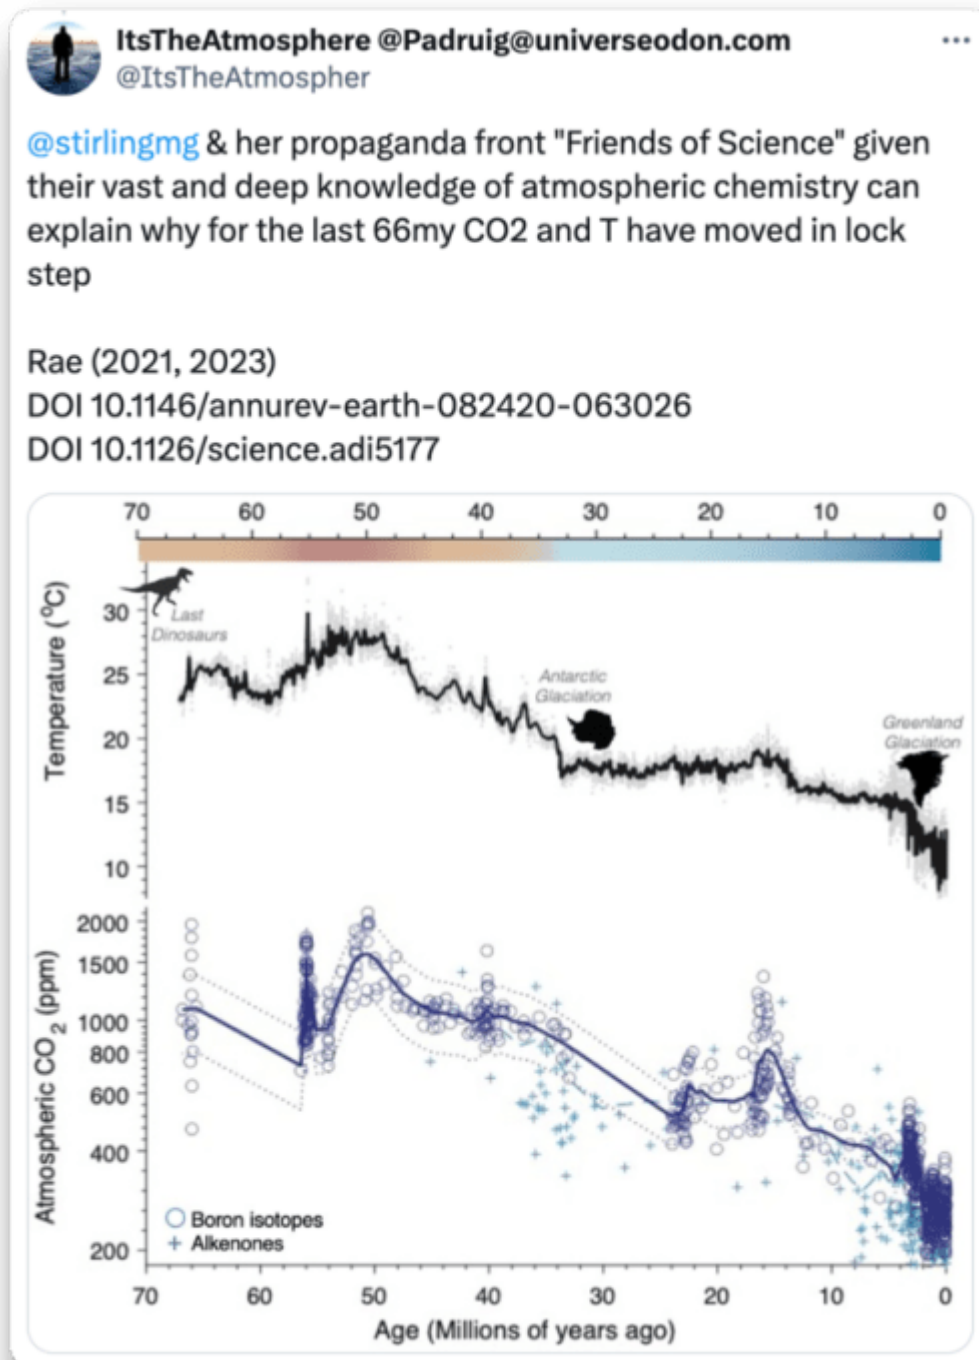 ItsTheAtmosphere @Padruig@universeodon.com
@ItsTheAtmospher
@stirlingmg & her propaganda front "Friends of Science" given
their vast and deep knowledge of atmospheric chemistry can
explain why for the last 66my CO2 and T have moved in lock
step
Rae (2021, 2023)
DOI 10.1146/annurev-earth-082420-063026
DOI 10.1126/science.adi5177
70 60 50 40 30 20 10 0
Temperature (°C)
30
25
20
15
10
Last
Dinosaurs
Antarctic
Glaciation
Greenland
Glaciation
Atmospheric CO2 (ppm)
2000
1500
1000
800
600
400
200
Boron isotopes
Alkenones
70 60 50 40 30 20 10 0
Age (Millions of years ago)